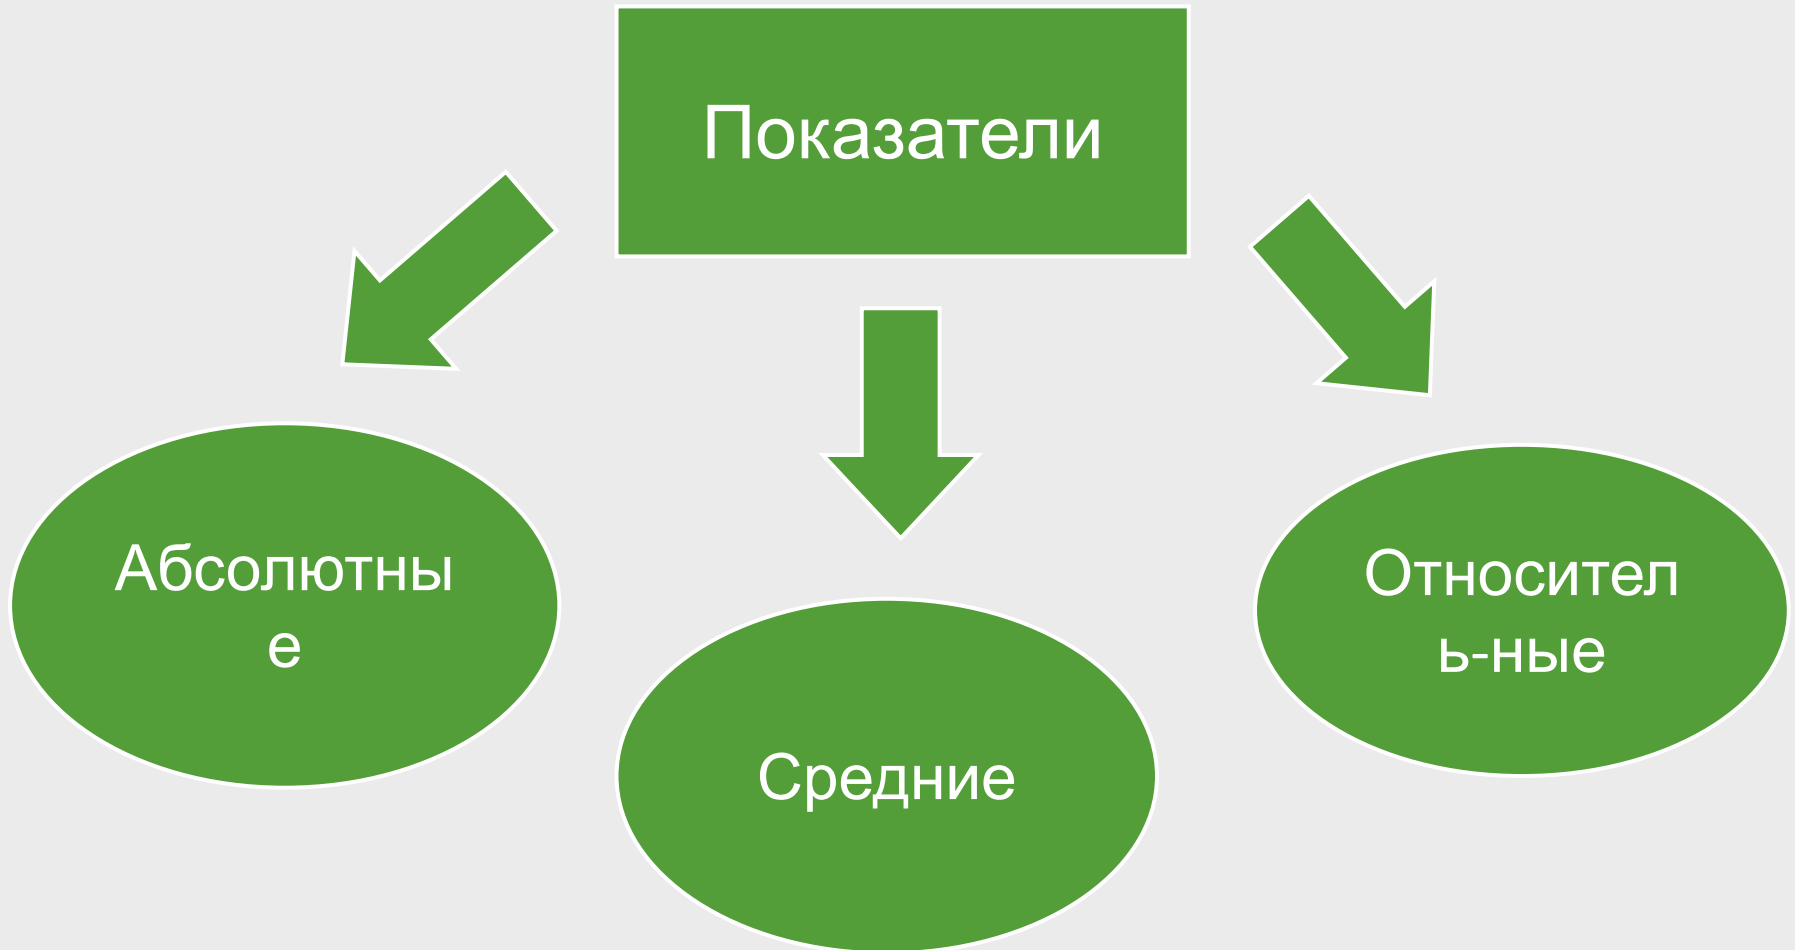 Показатели
Абсолютны
е
Средние
Относител
ь-ные